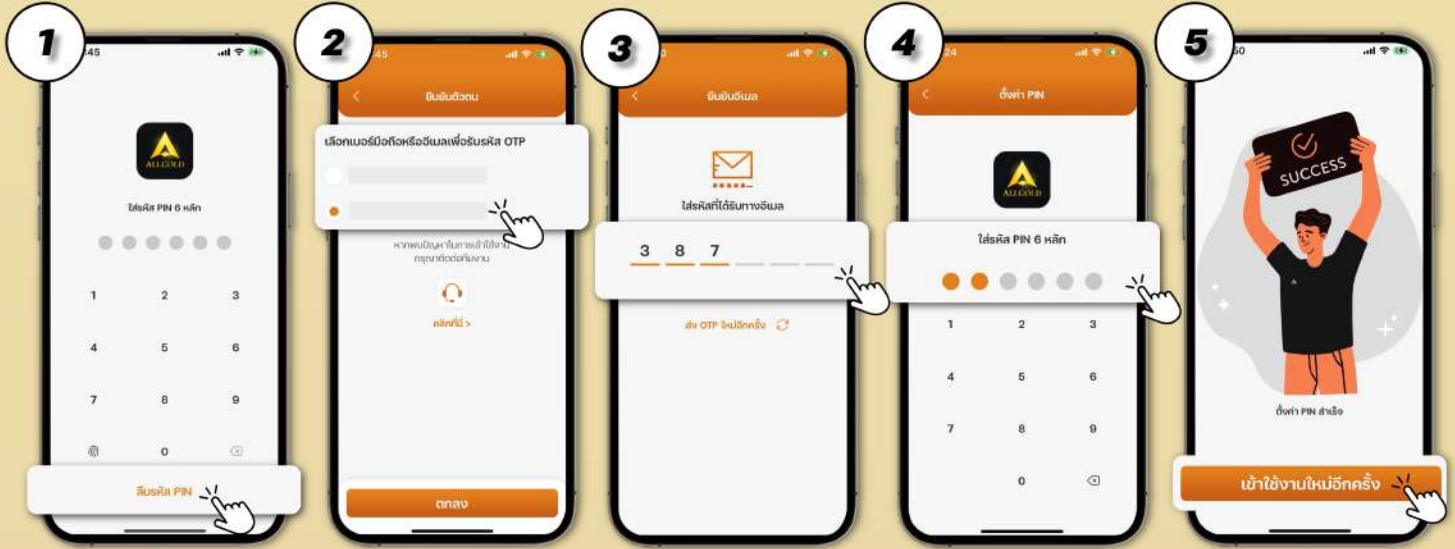 1
:45
ALLGOLD
ใส่รหัส PIN 6 หลัก
1 2 3
4 5 6
7 8 9
0
ลืมรหัส PIN
2
:45
ยืนยันตัวตน
เลือกเบอร์มือถือหรืออีเมลเพื่อรับรหัส OTP
หากพบปัญหาในการเข้าใช้งาน
กรุณาติดต่อทีมงาน
คลิกที่นี่ >
ตกลง
3
0
ยืนยันอีเมล
ใส่รหัสที่ได้รับทางอีเมล
3 8 7
ส่ง OTP ใหม่อีกครั้ง
4
24
ตั้งค่า PIN
ALLGOLD
ใส่รหัส PIN 6 หลัก
1 2 3
4 5 6
7 8 9
0
5
50
SUCCESS
ตั้งค่า PIN สำเร็จ
เข้าใช้งานใหม่อีกครั้ง